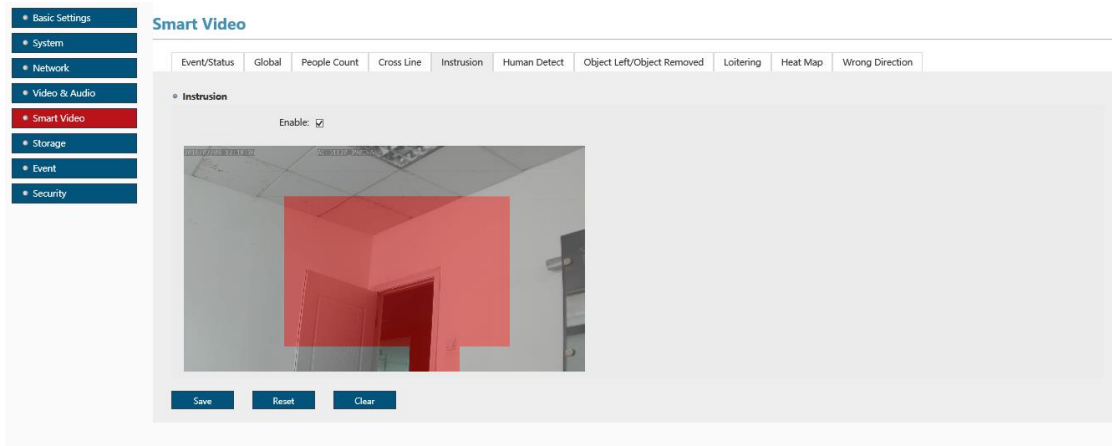 Basic Settings
System
Network
Video & Audio
Smart Video
Storage
Event
Security
Smart Video
Event/Status Global People Count Cross Line Instrusion Human Detect Object Left/Object Removed Loitering Heat Map Wrong Direction
Instrusion
Enable:
Save Reset Clear